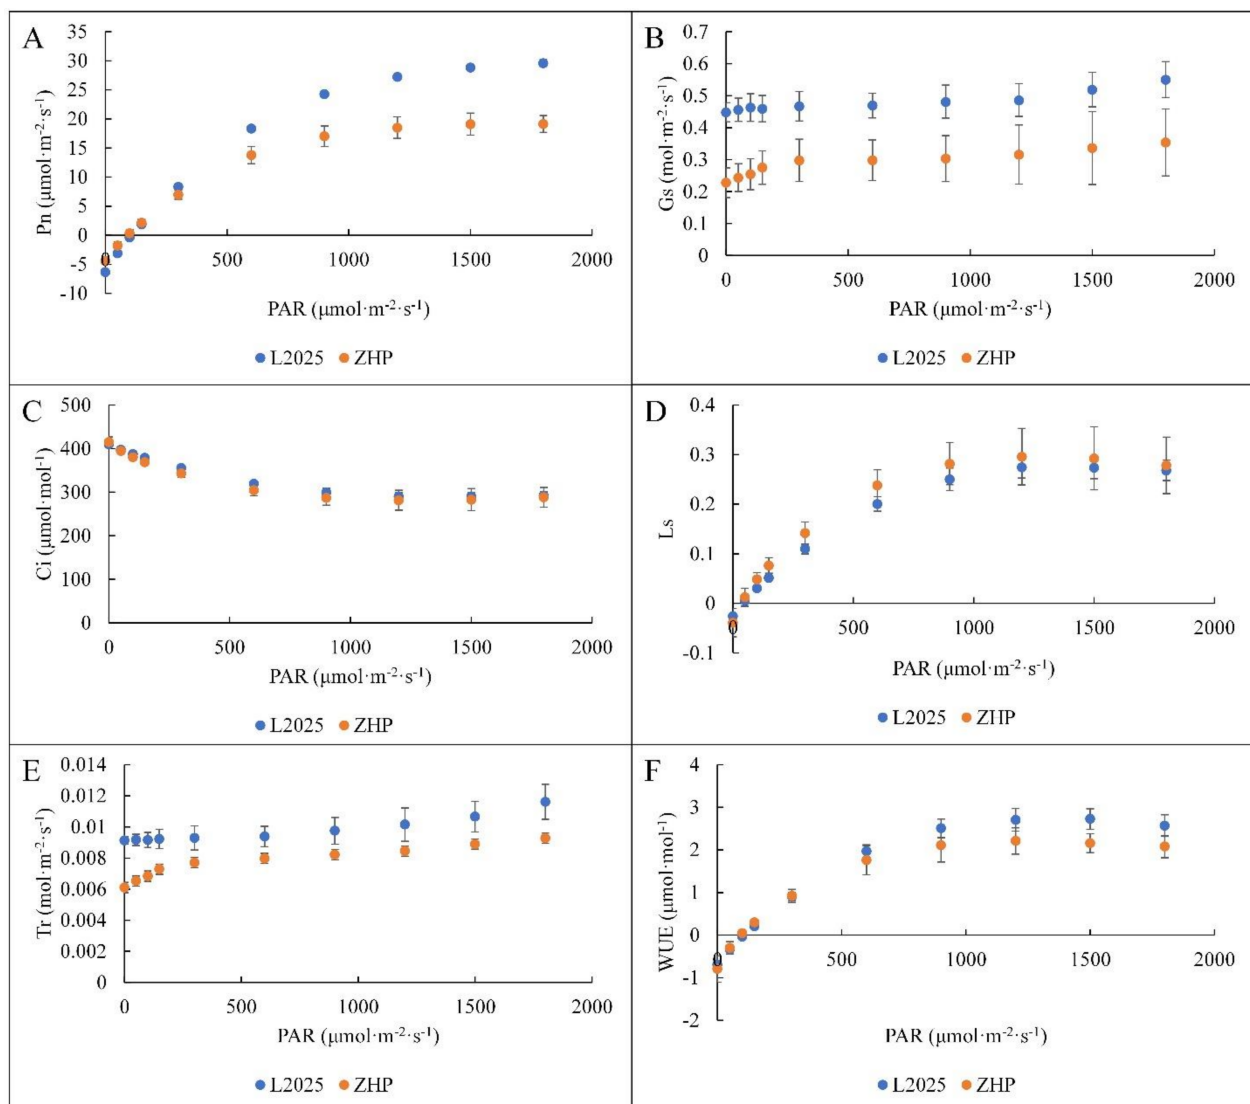 A
Pn (μmol·m⁻²·s⁻¹)
35
30
25
20
15
10
5
0
-5
-10
0
500
1000
1500
2000
PAR (μmol·m⁻²·s⁻¹)
L2025 ZHP
B
Gs (mol·m⁻²·s⁻¹)
0.7
0.6
0.5
0.4
0.3
0.2
0.1
0
0 500 1000 1500 2000
PAR (μmol·m⁻²·s⁻¹)
L2025 ZHP
C
Ci (μmol·mol⁻¹)
500
400
300
200
100
0
0 500 1000 1500 2000
PAR (μmol·m⁻²·s⁻¹)
L2025 ZHP
D
Ls
0.4
0.3
0.2
0.1
0
-0.1
0 500 1000 1500 2000
PAR (μmol·m⁻²·s⁻¹)
L2025 ZHP
E
Tr (mol·m⁻²·s⁻¹)
0.014
0.012
0.01
0.008
0.006
0.004
0.002
0
0 500 1000 1500 2000
PAR (μmol·m⁻²·s⁻¹)
L2025 ZHP
F
WUE (μmol·mol⁻¹)
4
3
2
1
0
-1
-2
0 500 1000 1500 2000
PAR (μmol·m⁻²·s⁻¹)
L2025 ZHP